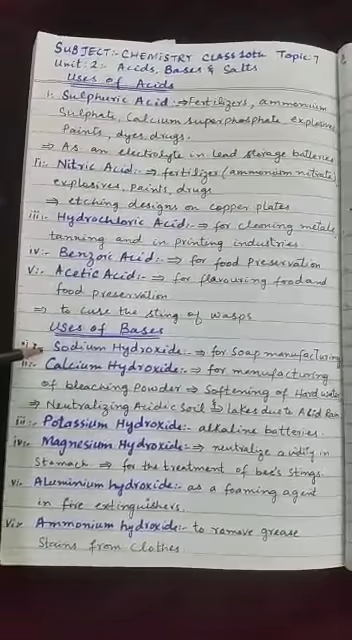 SUBJECT:- CHEMISTRY CLASS 10th Topic: 7
Unit: 2:- Acids, Bases & Salts
Uses of Acids
i:- Sulphuric Acid:-⇒Fertilizers, ammonium
Sulphate, Calcium superphosphate, explosives
Paints, dyes, drugs.
⇒ As an electrolyte in lead storage batteries
ii:- Nitric Acid:-⇒ fertilizer (ammonium nitrate)
explosives, paints, drugs
⇒ etching designs on copper plates
iii:- Hydrochloric Acid:-⇒ for cleaning metals,
tanning and in printing industries
iv:- Benzoic Acid:-⇒ for food preservation
v:- Acetic Acid:-⇒ for flavouring food and
food preservation
⇒ to cure the sting of wasps
Uses of Bases
Sodium Hydroxide:-⇒ for soap manufacturing
ii:- Calcium Hydroxide:-⇒ for manufacturing
of bleaching Powder ⇒ Softening of Hard water
⇒ Neutralizing Acidic soil & lakes due to Acid Rain
iii:- Potassium Hydroxide:- alkaline batteries.
iv:- Magnesium Hydroxide:-⇒ neutralize acidity in
Stomach ⇒ for the treatment of bee's stings.
v:- Aluminium hydroxide:- as a foaming agent
in fire extinguishers.
vi:- Ammonium hydroxide:- to remove grease
Stains from clothes